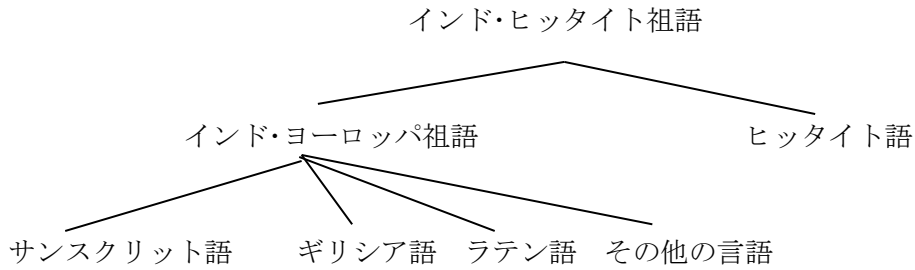 インド･ヒッタイト祖語
インド･ヨーロッパ祖語 ヒッタイト語
サンスクリット語 ギリシア語 ラテン語 その他の言語